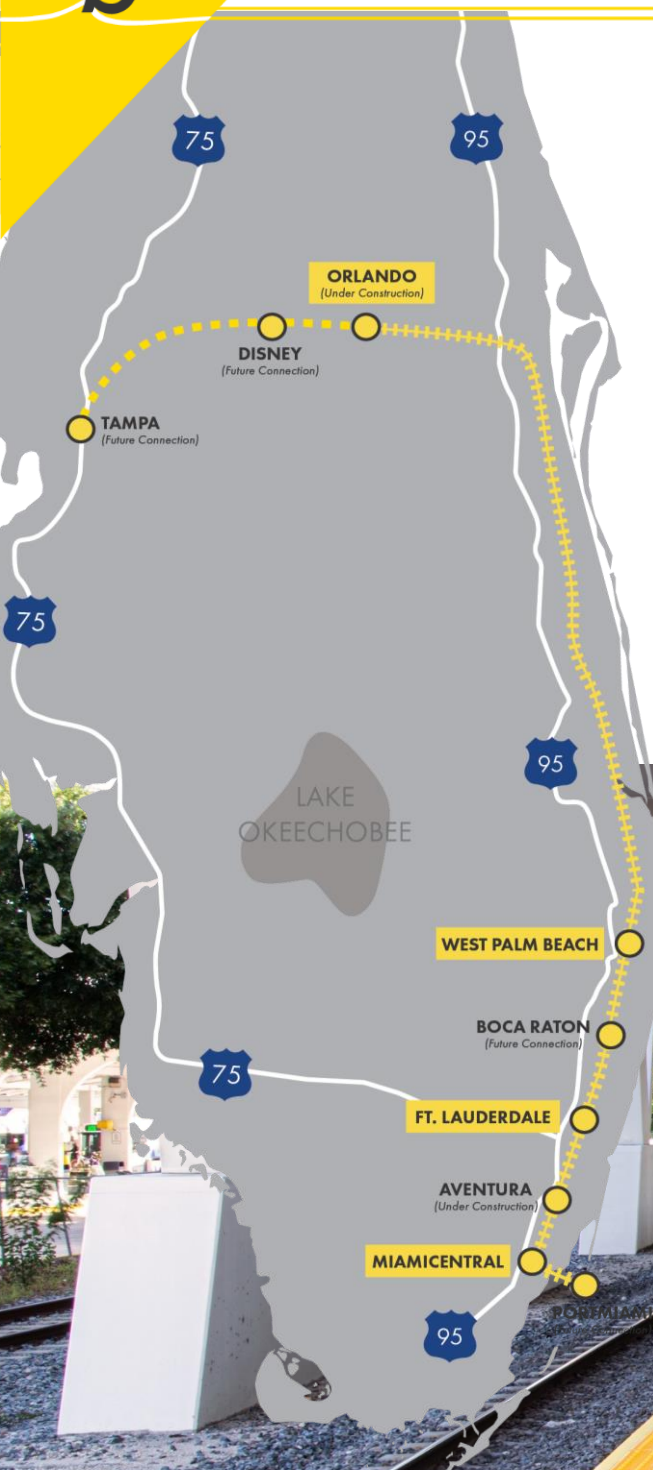 75
95
ORLANDO
(Under Construction)
DISNEY
(Future Connection)
TAMPA
(Future Connection)
75
95
LAKE
OKEECHOBEE
WEST PALM BEACH
BOCA RATON
(Future Connection)
75
FT. LAUDERDALE
AVENTURA
(Under Construction)
MIAMICENTRAL
PORTMIAMI
95